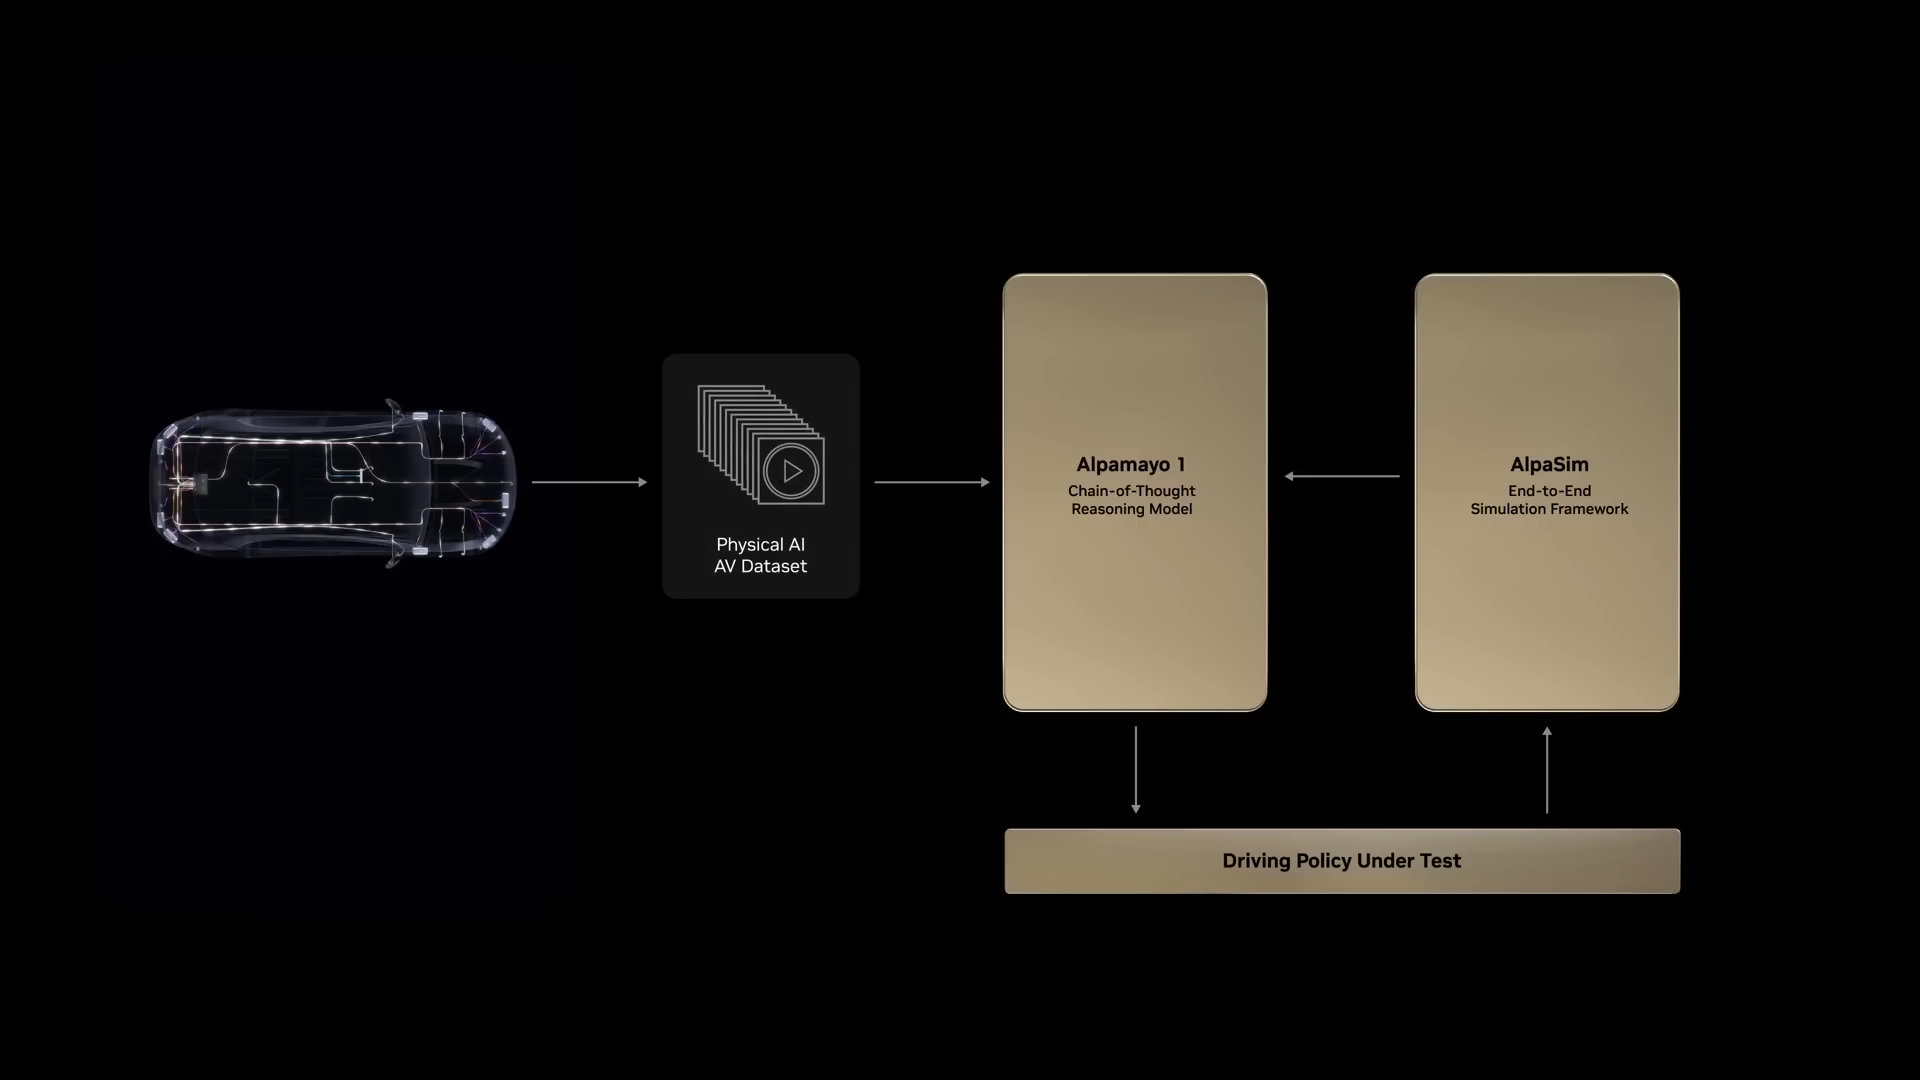 Physical AI
AV Dataset
Alpamayo 1
Chain-of-Thought
Reasoning Model
AlpaSim
End-to-End
Simulation Framework
Driving Policy Under Test